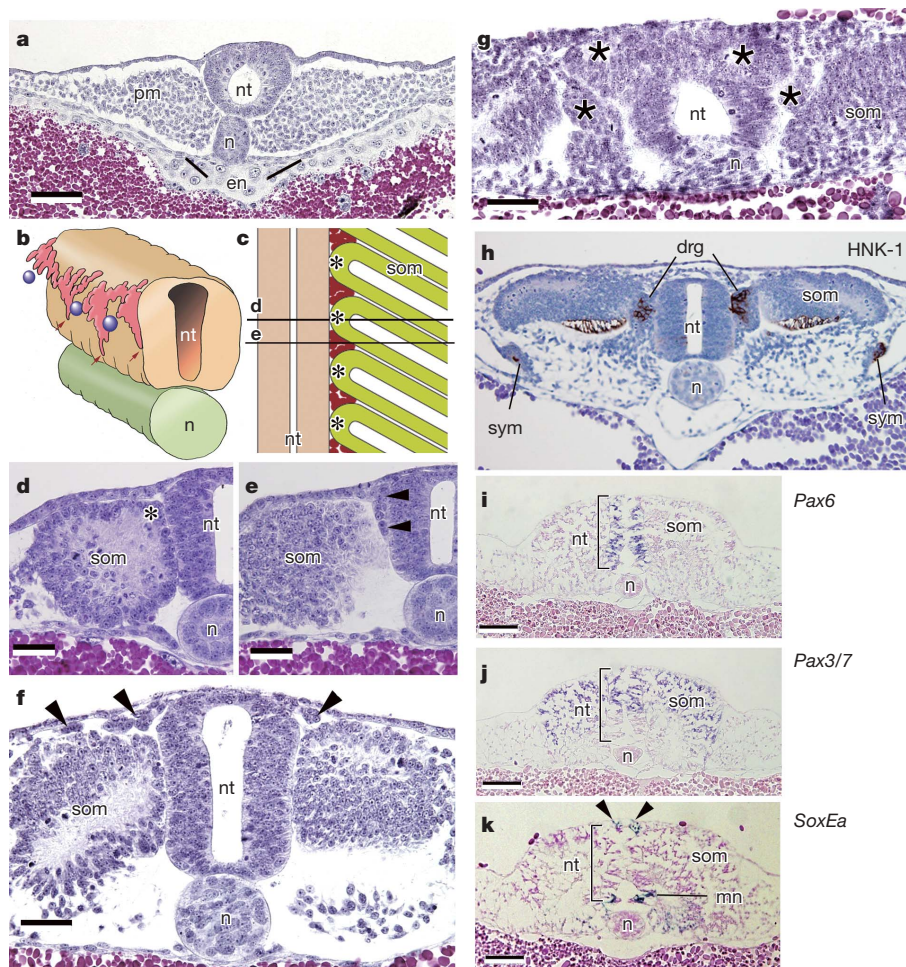 a
nt
pm
n
en
b
nt
n
c
*
som
d
*
e
*
*
nt
d
*
nt
som
n
e
nt
som
n
f
nt
som
n
g
* *
* *
nt
som
n
h
drg
HNK-1
som
nt
n
sym
sym
i
Pax6
nt
som
n
j
Pax3/7
nt
som
n
k
SoxEa
nt
som
mn
n